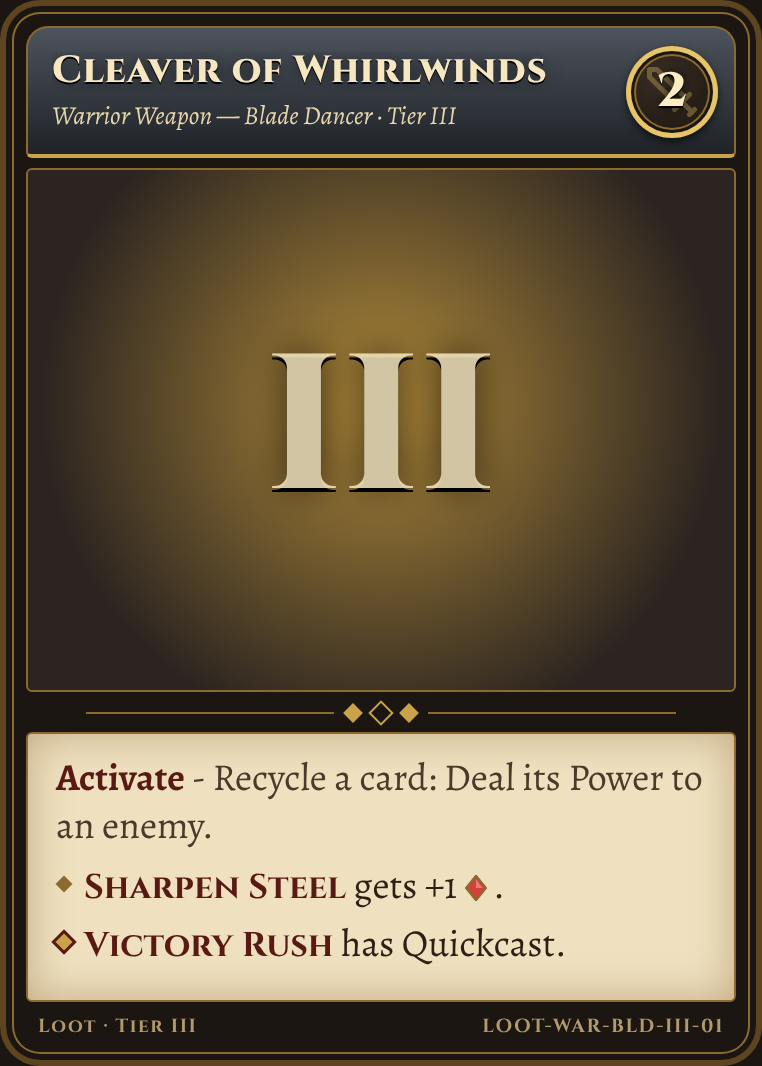 Cleaver of Whirlwinds
Warrior Weapon — Blade Dancer · Tier III
2
III
Activate - Recycle a card: Deal its Power to
an enemy.
Sharpen Steel gets +1 .
Victory Rush has Quickcast.
Loot · Tier III
LOOT-WAR-BLD-III-01